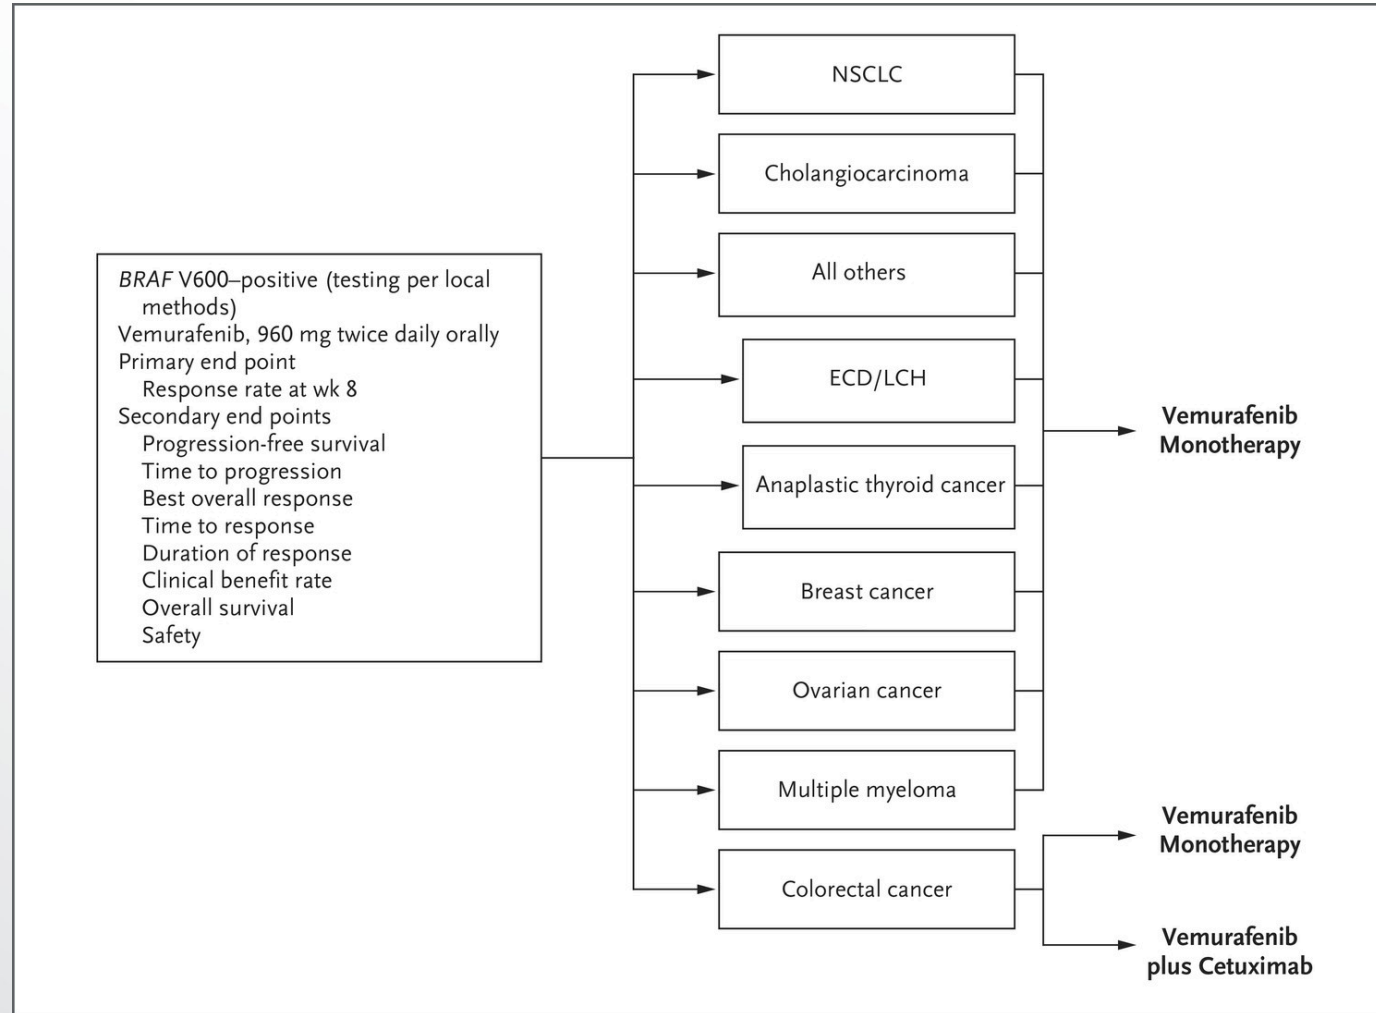 BRAF V600–positive (testing per local
methods)
Vemurafenib, 960 mg twice daily orally
Primary end point
Response rate at wk 8
Secondary end points
Progression-free survival
Time to progression
Best overall response
Time to response
Duration of response
Clinical benefit rate
Overall survival
Safety
NSCLC
Cholangiocarcinoma
All others
ECD/LCH
Anaplastic thyroid cancer
Breast cancer
Ovarian cancer
Multiple myeloma
Colorectal cancer
Vemurafenib
Monotherapy
Vemurafenib
Monotherapy
Vemurafenib
plus Cetuximab